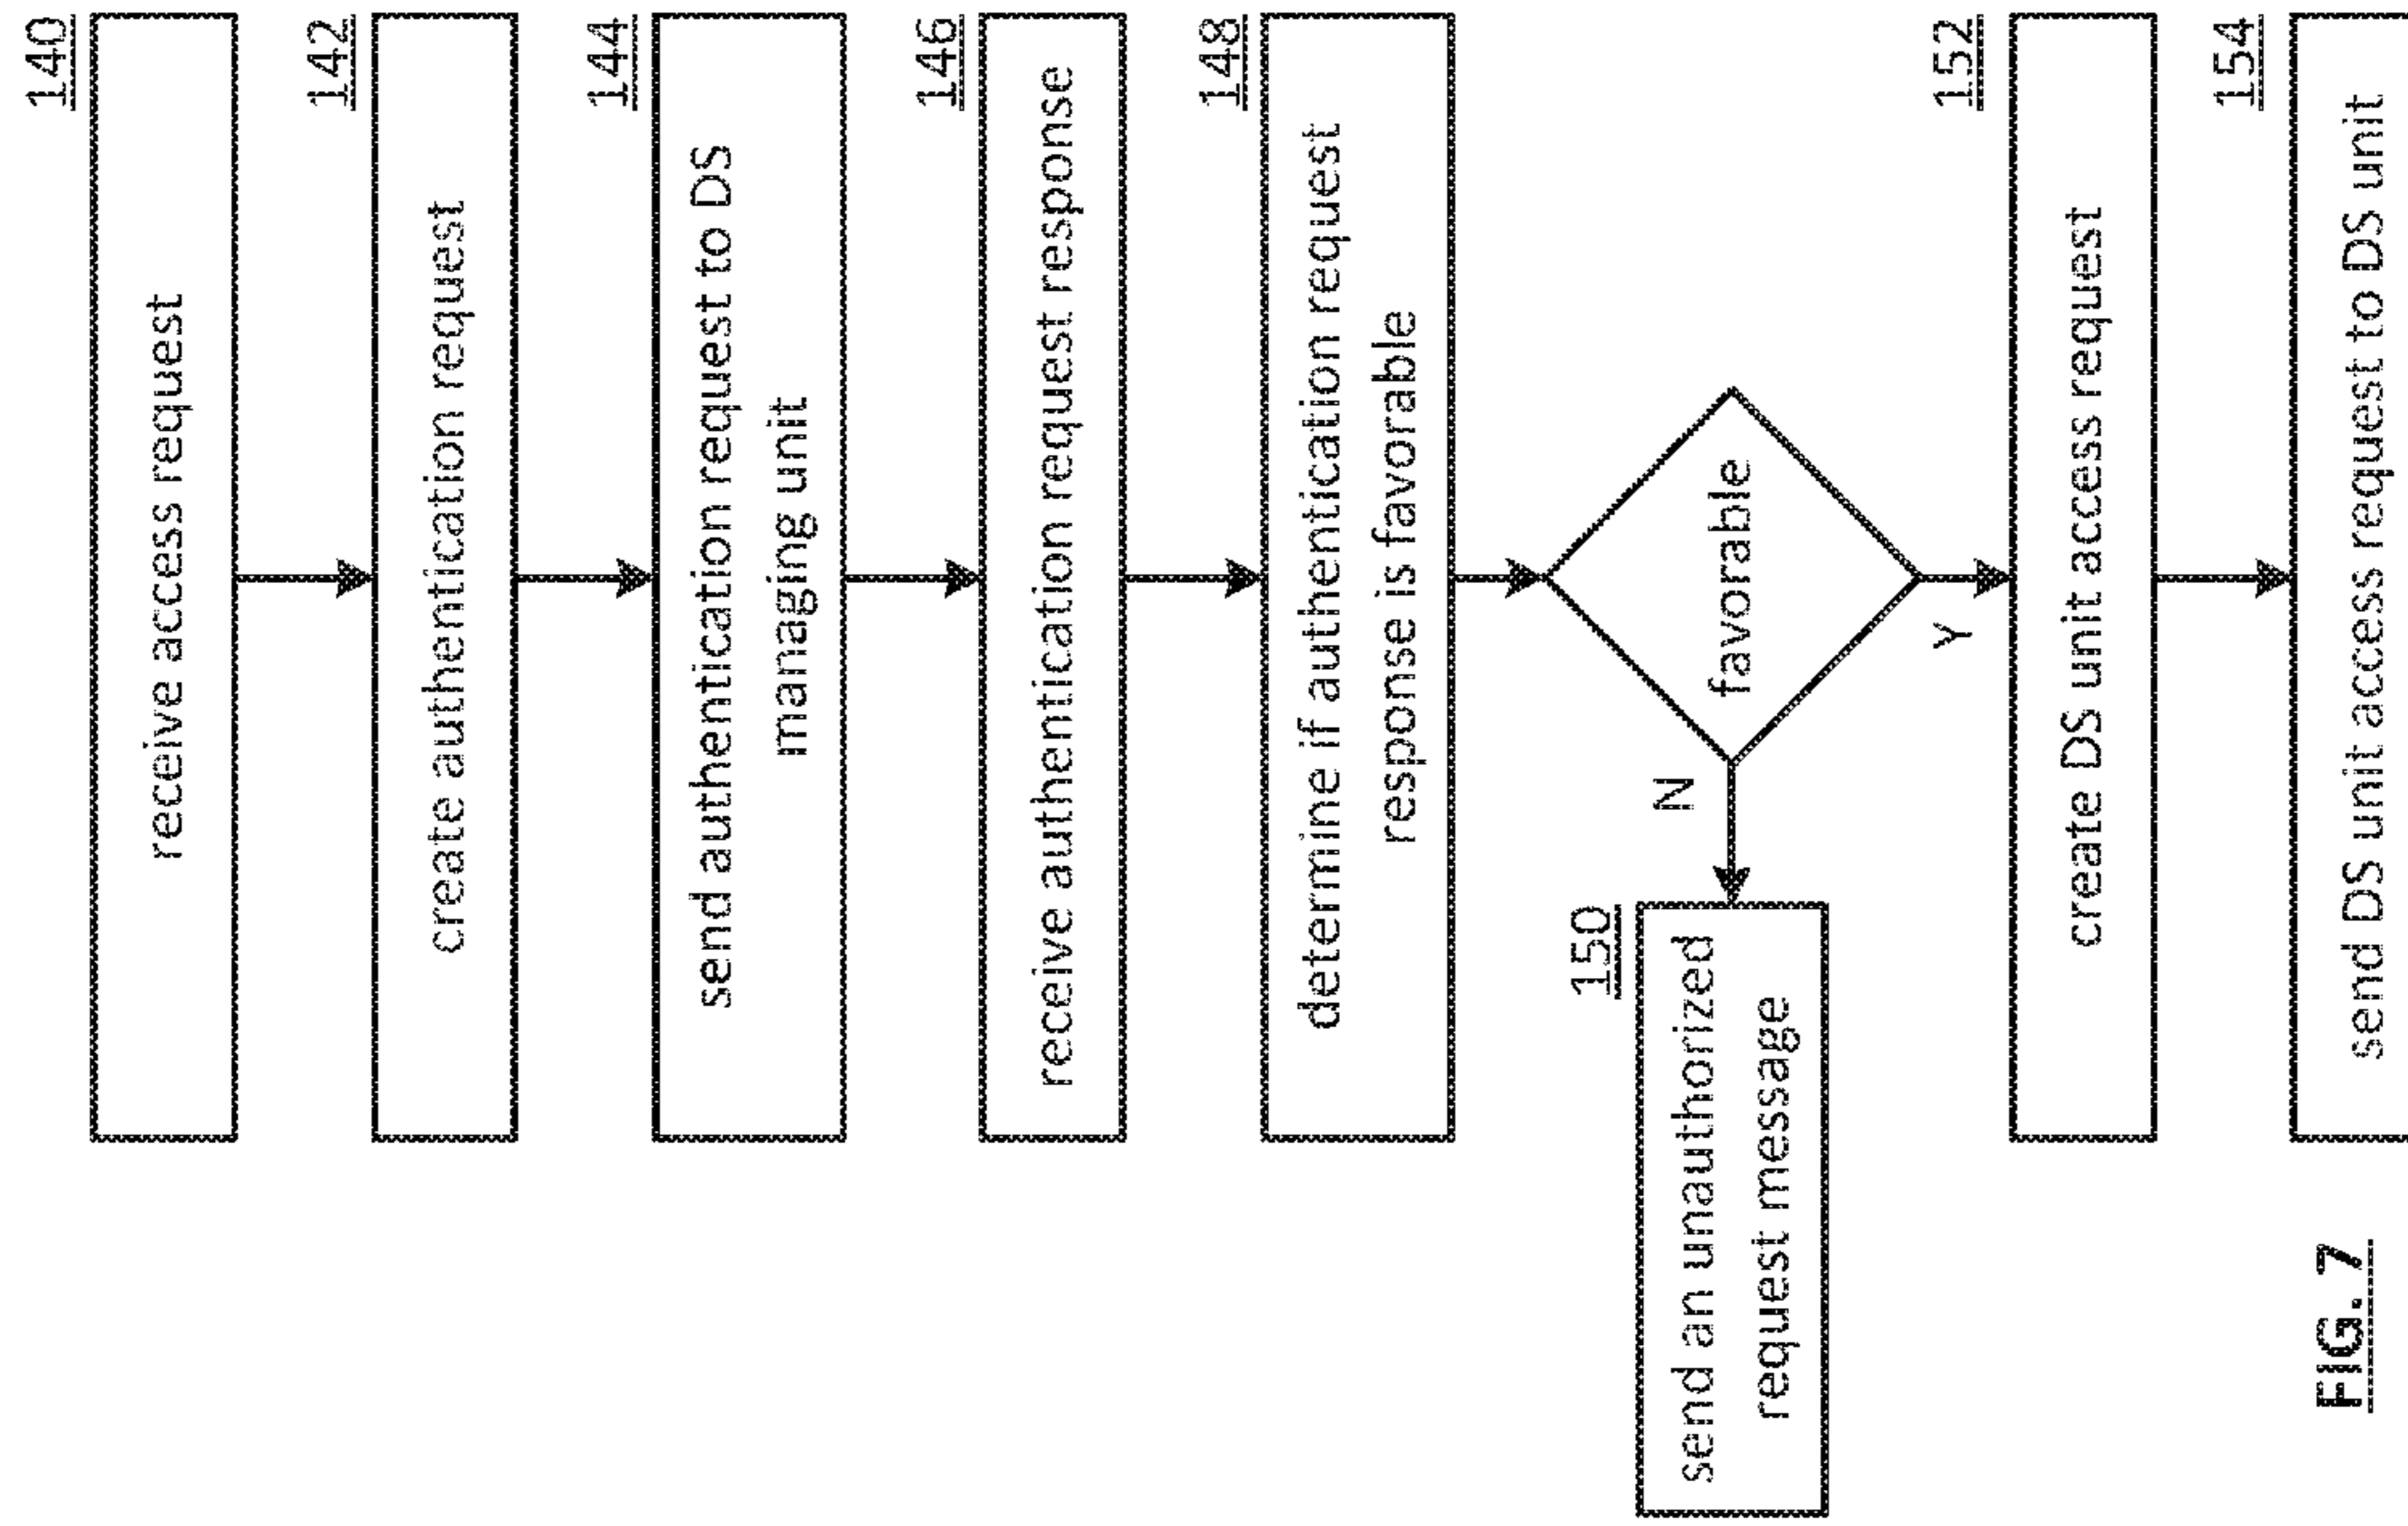 140
receive access request
142
create authentication request
144
send authentication request to DS
managing unit
146
receive authentication request response
148
determine if authentication request
response is favorable
favorable
N
Y
150
send an unauthorized
request message
152
create DS unit access request
154
send DS unit access request to DS unit
FIG. 7